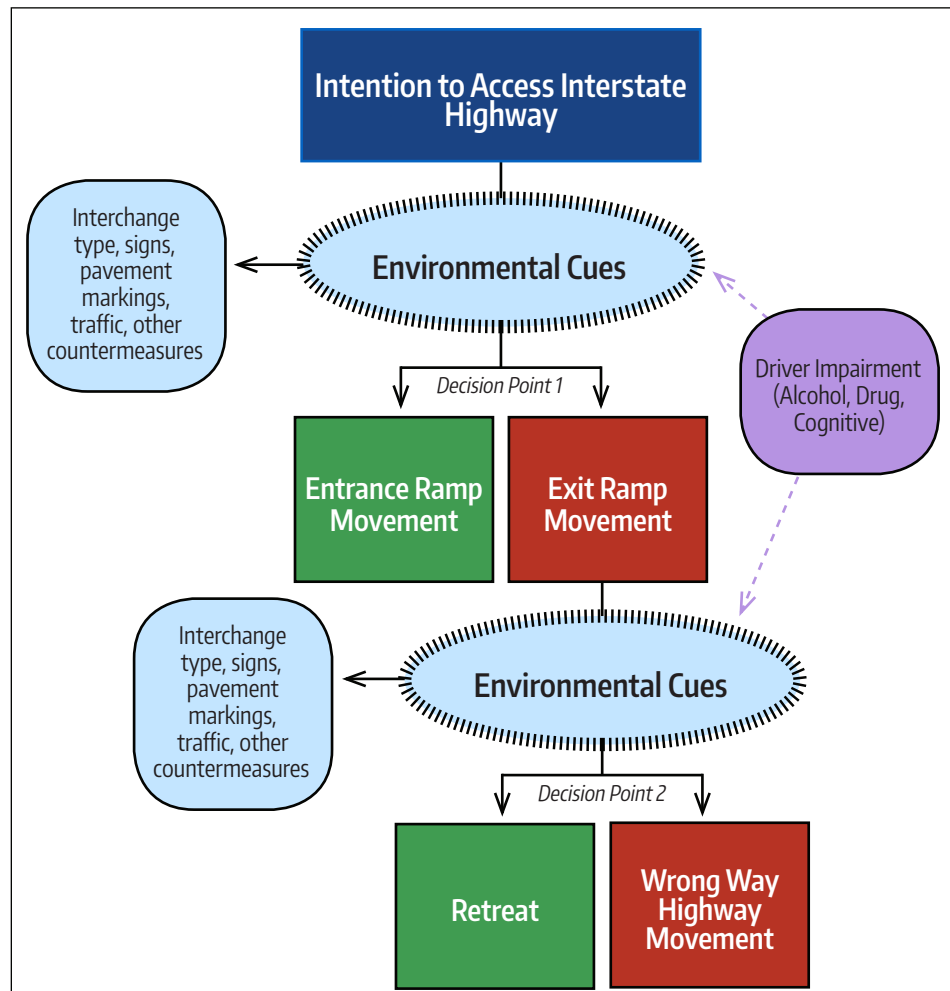 Intention to Access Interstate
Highway
Interchange
type, signs,
pavement
markings,
traffic, other
countermeasures
Environmental Cues
Driver Impairment
(Alcohol, Drug,
Cognitive)
Decision Point 1
Entrance Ramp
Movement
Exit Ramp
Movement
Interchange
type, signs,
pavement
markings,
traffic, other
countermeasures
Environmental Cues
Decision Point 2
Retreat
Wrong Way
Highway
Movement